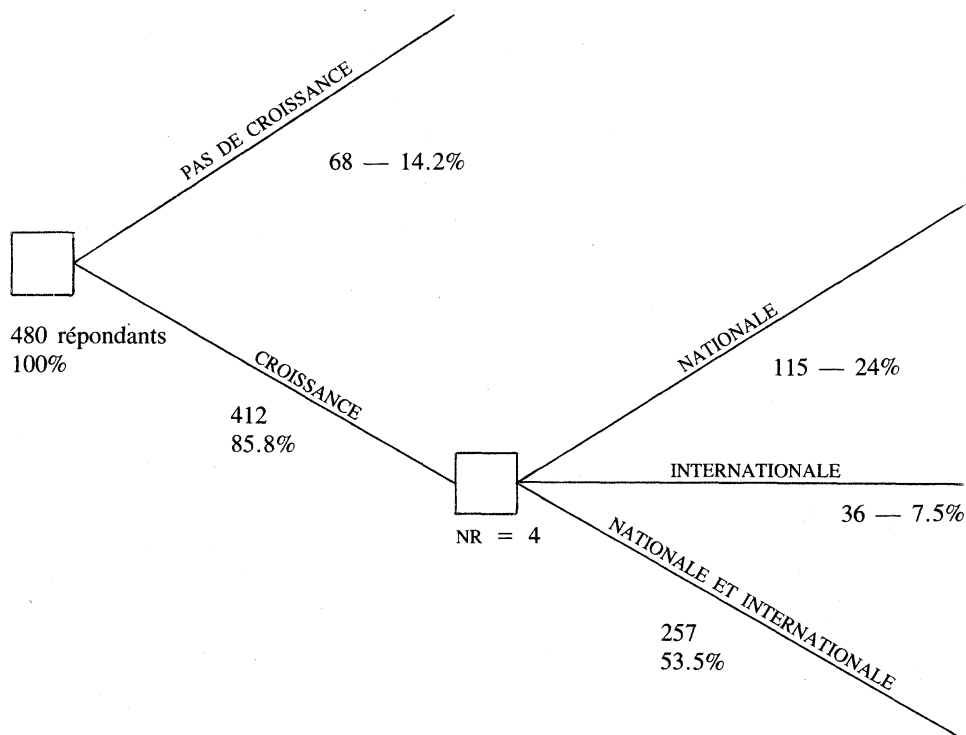 PAS DE CROISSANCE
68 — 14.2%
480 répondants
100%
CROISSANCE
412
85.8%
NATIONALE
115 — 24%
INTERNATIONALE
36 — 7.5%
NR = 4
NATIONALE ET INTERNATIONALE
257
53.5%